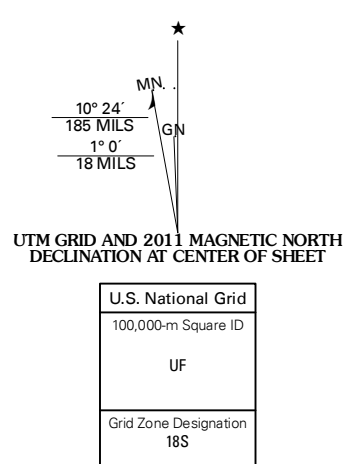 ★
MN
10° 24´
185 MILS
GN
1° 0´
18 MILS
UTM GRID AND 2011 MAGNETIC NORTH
DECLINATION AT CENTER OF SHEET
U.S. National Grid
100,000-m Square ID
UF
Grid Zone Designation
18S